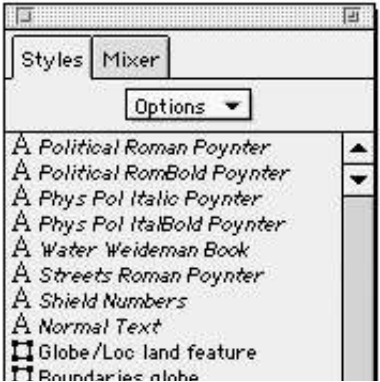 Styles Mixer
Options
A Political Roman Poynter
A Political RomBold Poynter
A Phys Pol Italic Poynter
A Phys Pol ItalBold Poynter
A Water Weideman Book
A Streets Roman Poynter
A Shield Numbers
A Normal Text
Globe/Loc land feature
Boundaries globe